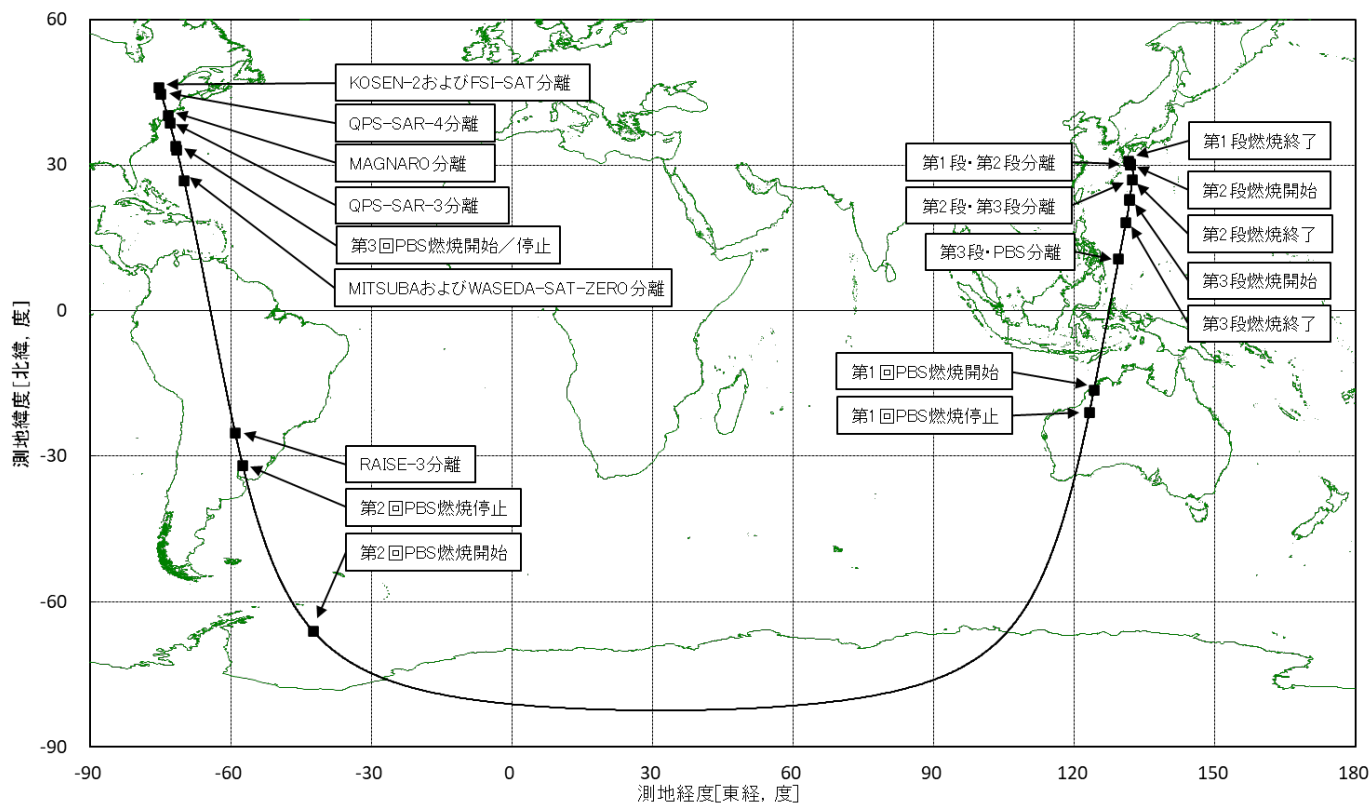 60
30
0
-30
-60
-90
測地緯度[北緯, 度]
KOSEN-2およびFSI-SAT分離
QPS-SAR-4分離
MAGNARO分離
QPS-SAR-3分離
第3回PBS燃焼開始/停止
MITSUBAおよびWASEDA-SAT-ZERO分離
RAISE-3分離
第2回PBS燃焼停止
第2回PBS燃焼開始
第1段・第2段分離
第2段・第3段分離
第3段・PBS分離
第1回PBS燃焼開始
第1回PBS燃焼停止
第1段燃焼終了
第2段燃焼開始
第2段燃焼終了
第3段燃焼開始
第3段燃焼終了
-90 -60 -30 0 30 60 90 120 150 180
測地経度[東経, 度]